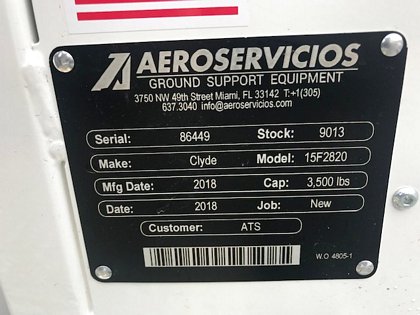 AEROSERVICIOS
GROUND SUPPORT EQUIPMENT
3750 NW 49th Street Miami, FL 33142 T:+1(305)
637.3040 info@aeroservicios.com
Serial: 86449 Stock: 9013
Make: Clyde Model: 15F2820
Mfg Date: 2018 Cap: 3,500 lbs
Date: 2018 Job: New
Customer: ATS
W.O 4805-1